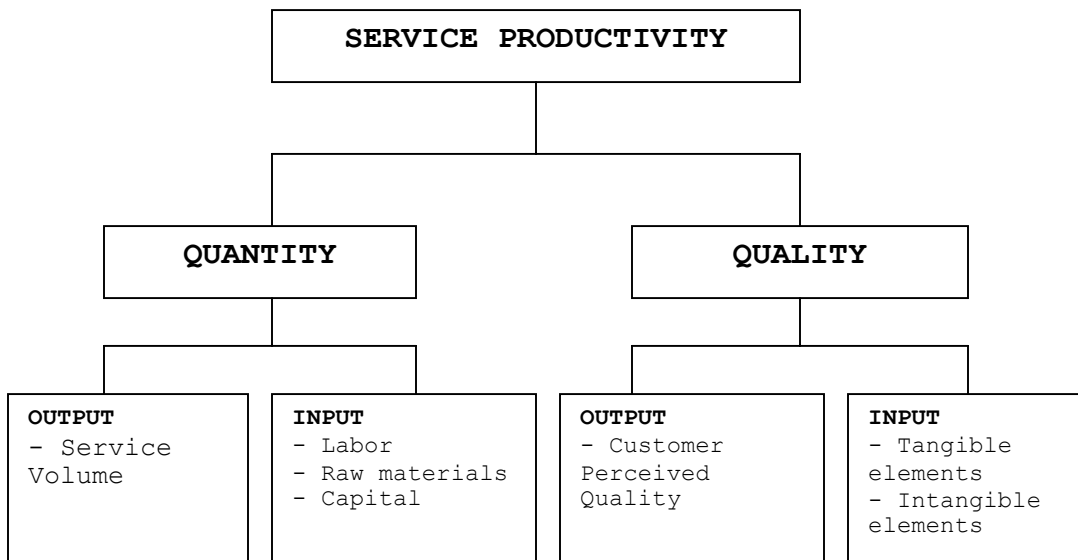 SERVICE PRODUCTIVITY
QUANTITY
QUALITY
OUTPUT
- Service
Volume
INPUT
- Labor
- Raw materials
- Capital
OUTPUT
- Customer
Perceived
Quality
INPUT
- Tangible
elements
- Intangible
elements